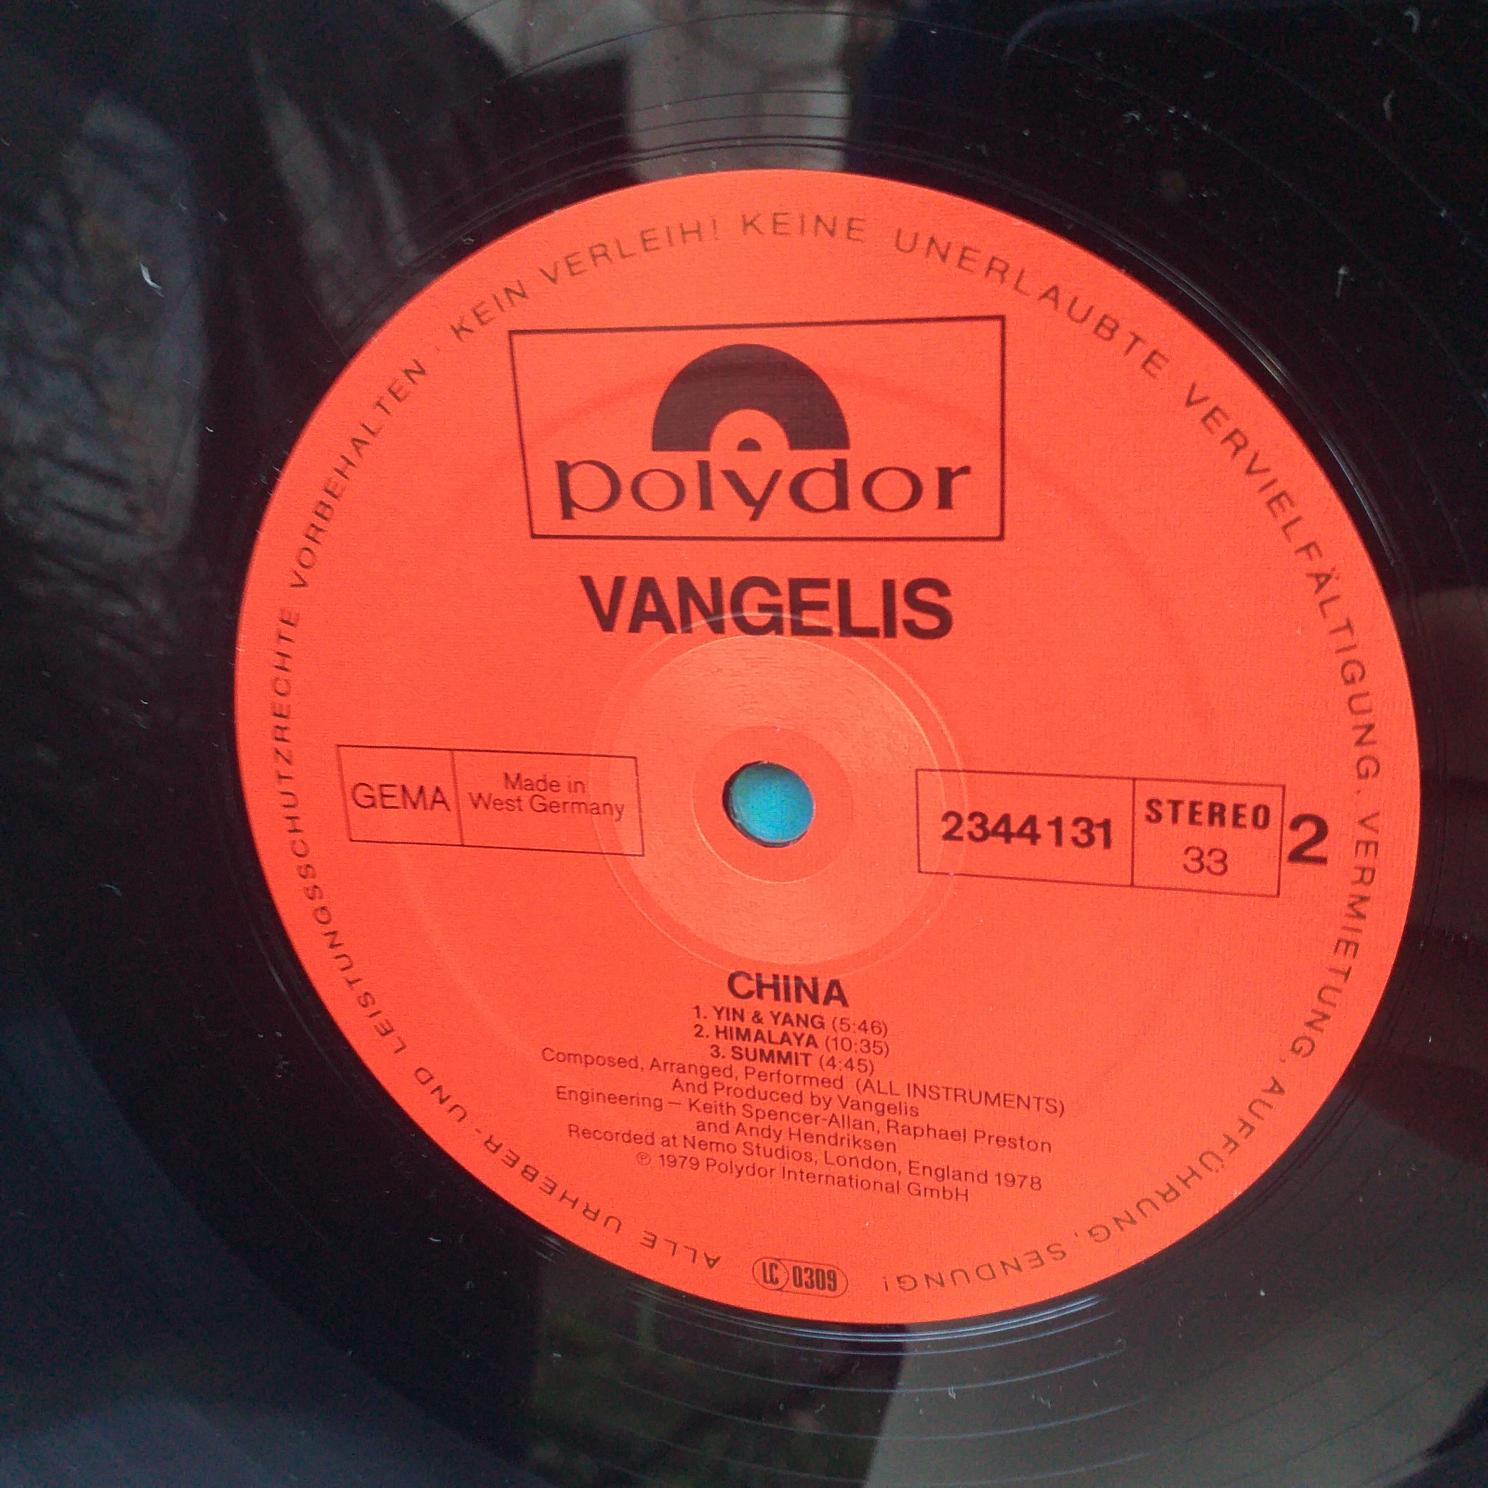 ALLE URHEBER- UND LEISTUNGSSCHUTZRECHTE VORBEHALTEN · KEIN VERLEIH! KEINE UNERLAUBTE VERVIELFÄLTIGUNG, VERMIETUNG, AUFFÜHRUNG, SENDUNG!
polydor
VANGELIS
GEMA
Made in
West Germany
2344131
STEREO
33
2
CHINA
1. YIN & YANG (5:46)
2. HIMALAYA (10:35)
3. SUMMIT (4:45)
Composed, Arranged, Performed (ALL INSTRUMENTS)
And Produced by Vangelis
Engineering – Keith Spencer-Allan, Raphael Preston
and Andy Hendriksen
Recorded at Nemo Studios, London, England 1978
℗ 1979 Polydor International GmbH
LC 0309